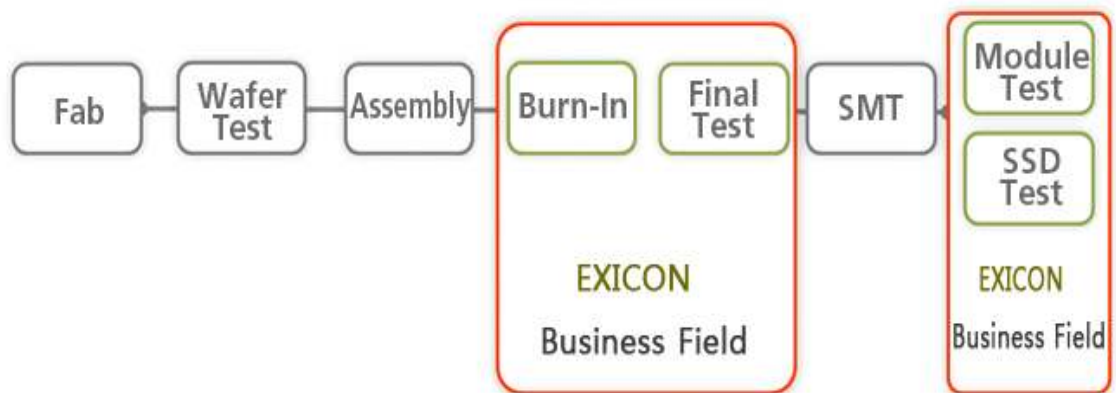 Fab
Wafer
Test
Assembly
Burn-In
Final
Test
SMT
Module
Test
SSD
Test
EXICON
Business Field
EXICON
Business Field